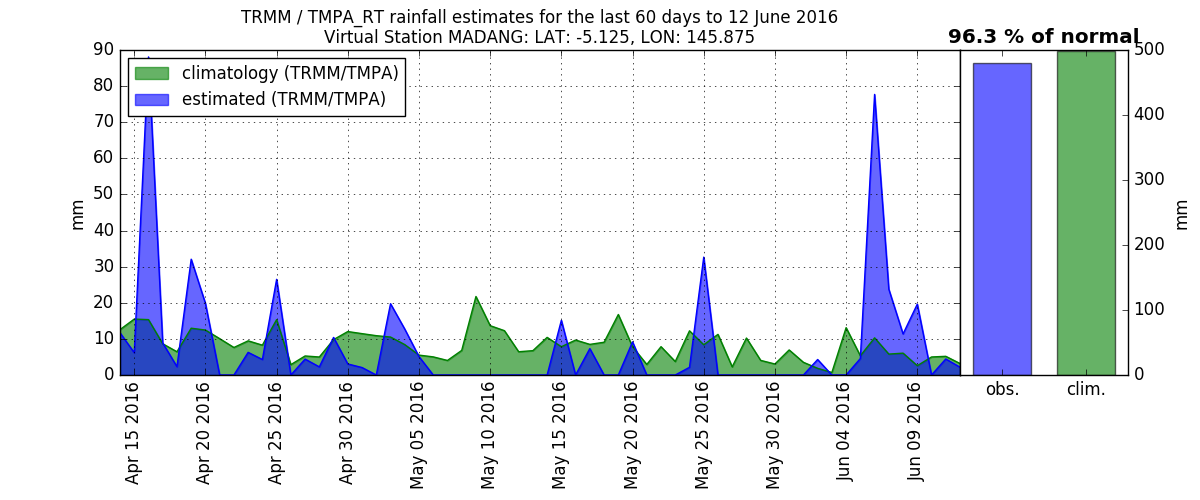 TRMM / TMPA_RT rainfall estimates for the last 60 days to 12 June 2016
Virtual Station MADANG: LAT: -5.125, LON: 145.875
96.3 % of normal
climatology (TRMM/TMPA)
estimated (TRMM/TMPA)
mm
90
80
70
60
50
40
30
20
10
0
Apr 15 2016
Apr 20 2016
Apr 25 2016
Apr 30 2016
May 05 2016
May 10 2016
May 15 2016
May 20 2016
May 25 2016
May 30 2016
Jun 04 2016
Jun 09 2016
obs.
clim.
500
400
300
200
100
0
mm